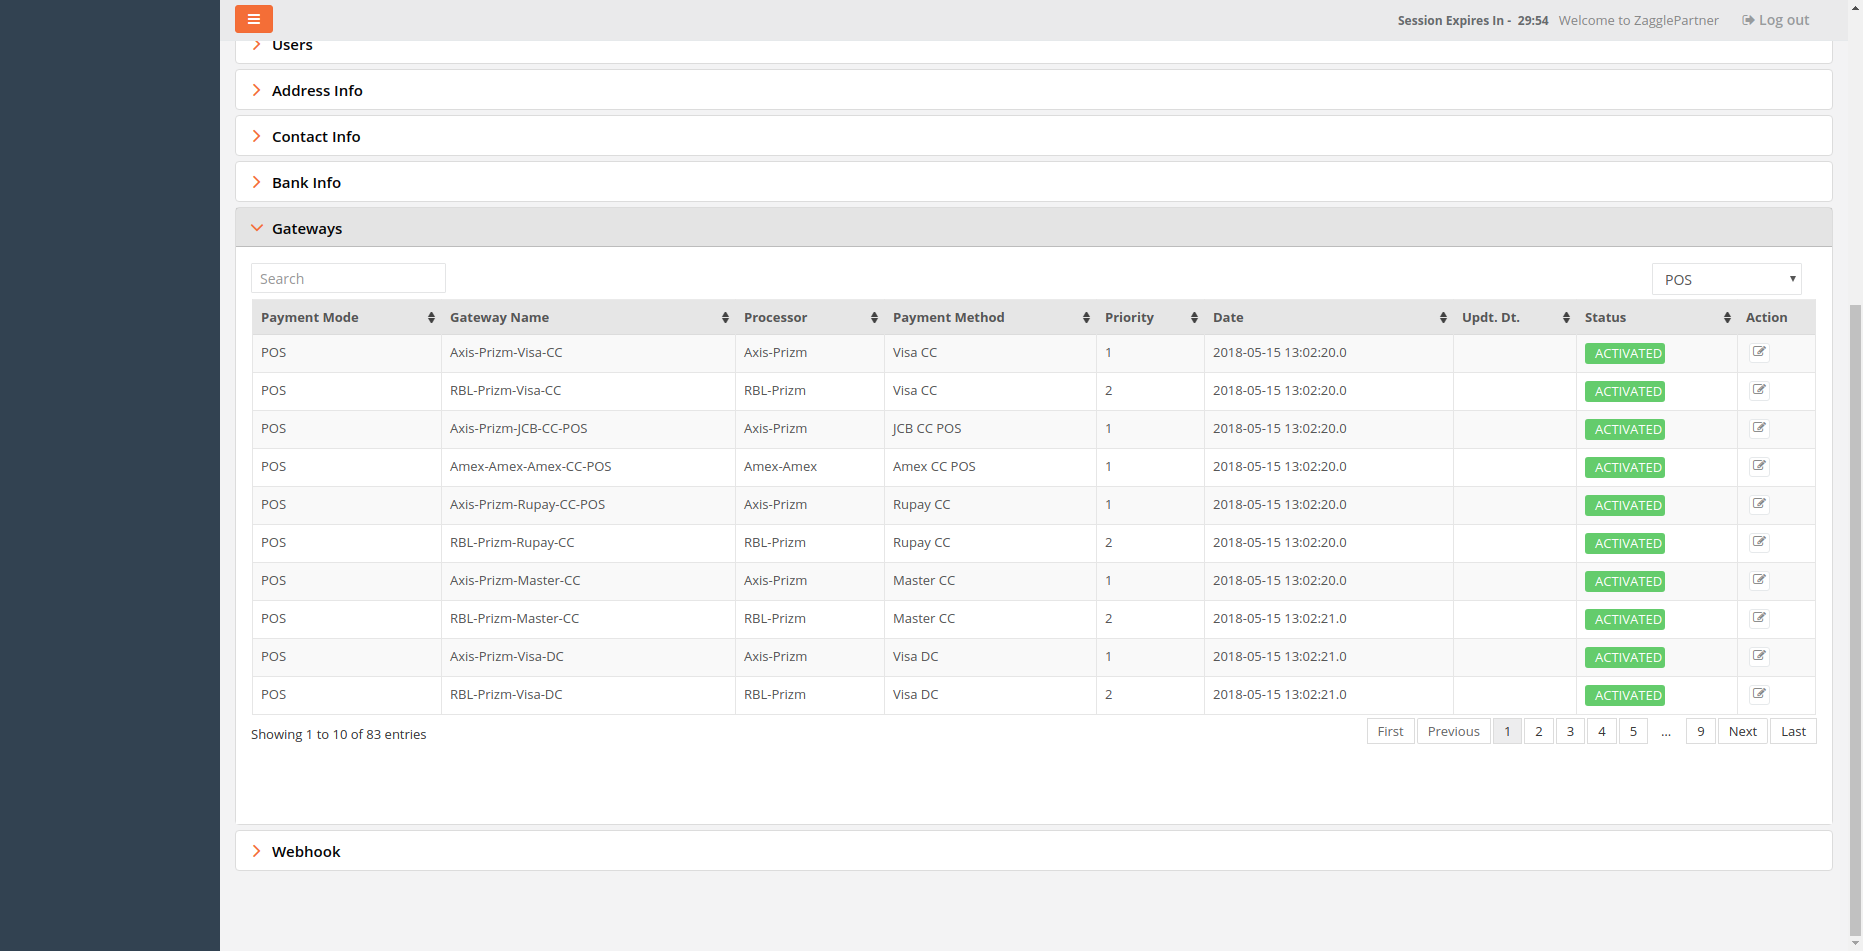 Session Expires In - 29:54 Welcome to ZagglePartner Log out
Users
Address Info
Contact Info
Bank Info
Gateways
Search POS
Payment Mode Gateway Name Processor Payment Method Priority Date Updt. Dt. Status Action
POS Axis-Prizm-Visa-CC Axis-Prizm Visa CC 1 2018-05-15 13:02:20.0 ACTIVATED
POS RBL-Prizm-Visa-CC RBL-Prizm Visa CC 2 2018-05-15 13:02:20.0 ACTIVATED
POS Axis-Prizm-JCB-CC-POS Axis-Prizm JCB CC POS 1 2018-05-15 13:02:20.0 ACTIVATED
POS Amex-Amex-Amex-CC-POS Amex-Amex Amex CC POS 1 2018-05-15 13:02:20.0 ACTIVATED
POS Axis-Prizm-Rupay-CC-POS Axis-Prizm Rupay CC 1 2018-05-15 13:02:20.0 ACTIVATED
POS RBL-Prizm-Rupay-CC RBL-Prizm Rupay CC 2 2018-05-15 13:02:20.0 ACTIVATED
POS Axis-Prizm-Master-CC Axis-Prizm Master CC 1 2018-05-15 13:02:20.0 ACTIVATED
POS RBL-Prizm-Master-CC RBL-Prizm Master CC 2 2018-05-15 13:02:21.0 ACTIVATED
POS Axis-Prizm-Visa-DC Axis-Prizm Visa DC 1 2018-05-15 13:02:21.0 ACTIVATED
POS RBL-Prizm-Visa-DC RBL-Prizm Visa DC 2 2018-05-15 13:02:21.0 ACTIVATED
Showing 1 to 10 of 83 entries First Previous 1 2 3 4 5 ... 9 Next Last
Webhook